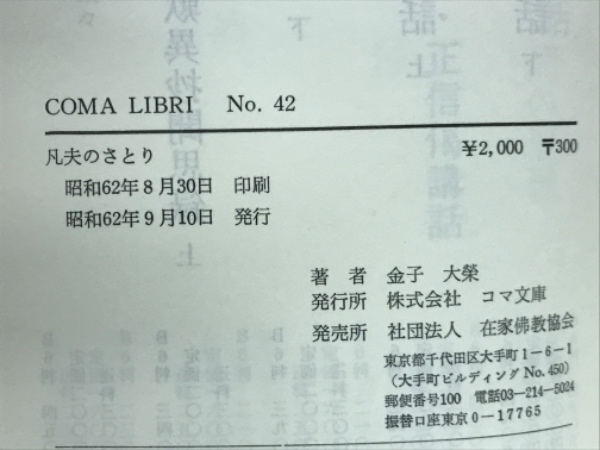 COMA LIBRI No. 42
凡夫のさとり ¥2,000 〒300
昭和62年8月30日 印刷
昭和62年9月10日 発行
著者 金子 大榮
発行所 株式会社 コマ文庫
発売所 社団法人 在家佛教協会
東京都千代田区大手町1-6-1
(大手町ビルディングNo.450)
郵便番号100 電話03-214-5024
振替口座東京0-17765